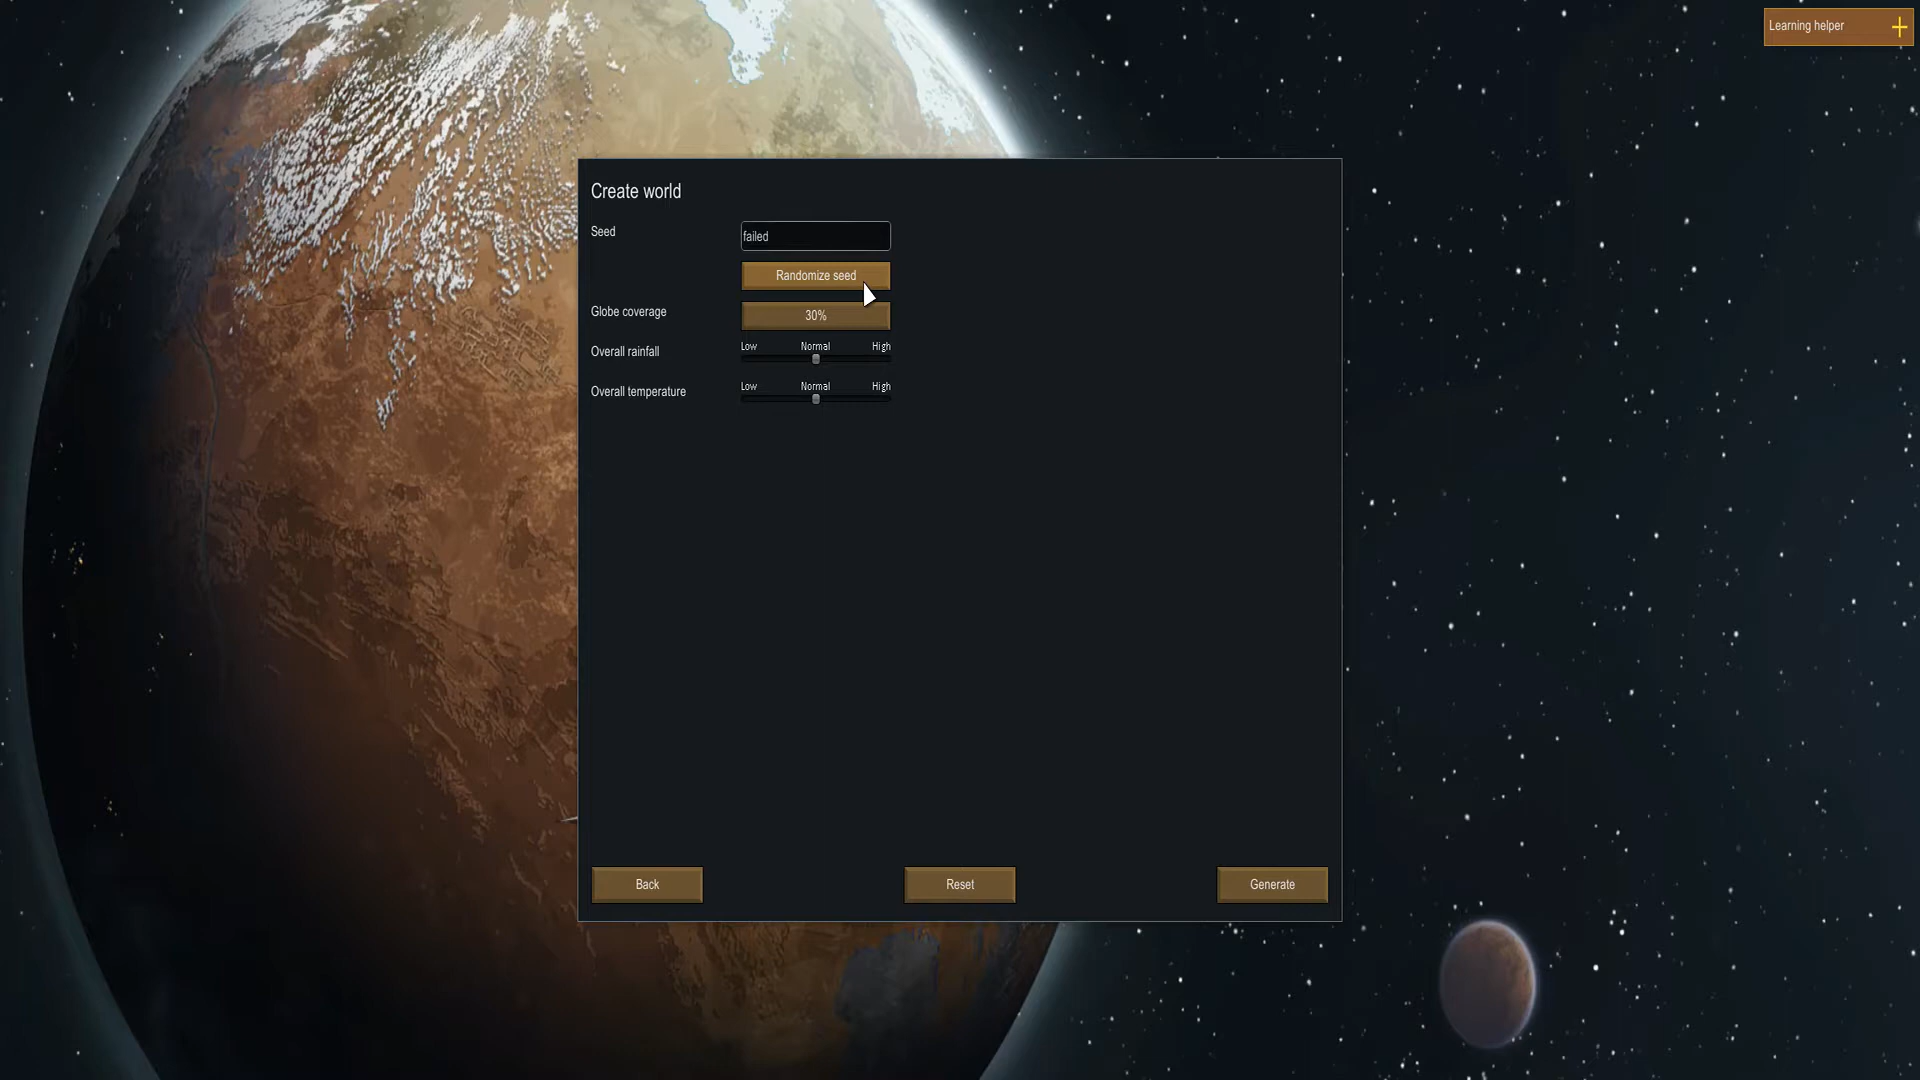 Learning helper
Create world
Seed
failed
Randomize seed
Globe coverage
30%
Overall rainfall
Low Normal High
Overall temperature
Low Normal High
Back
Reset
Generate